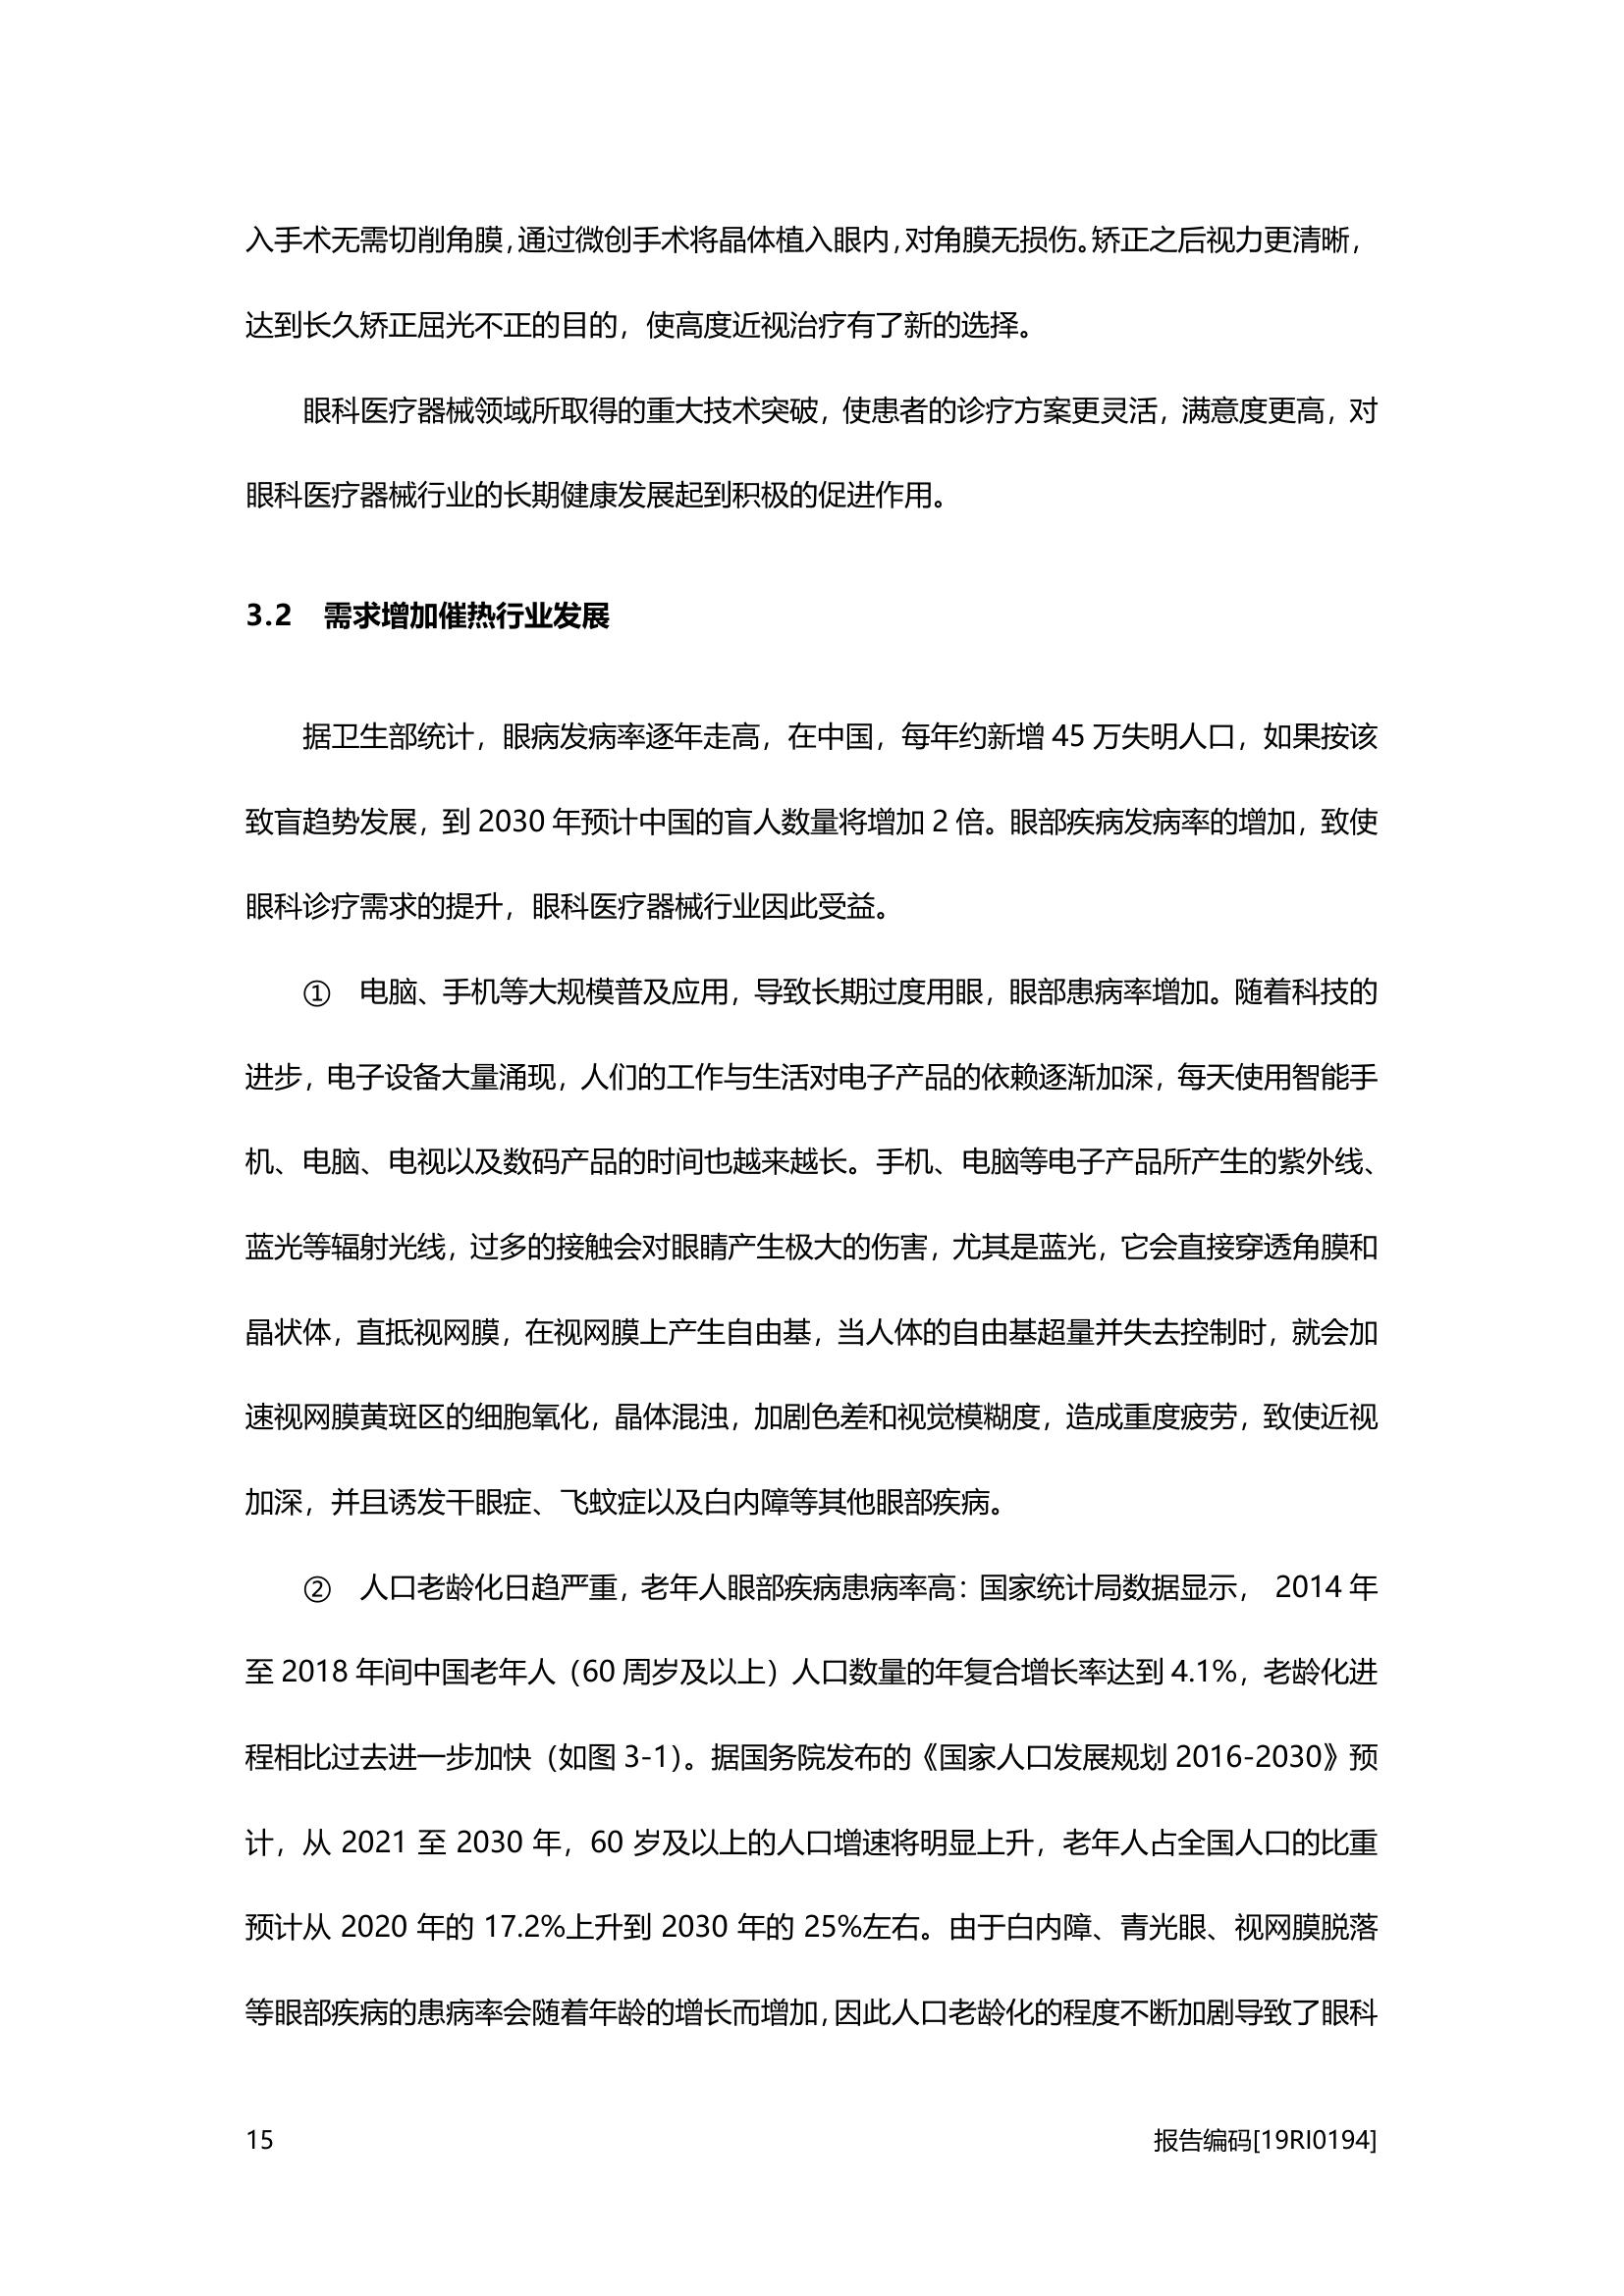 入手术无需切削角膜，通过微创手术将晶体植入眼内，对角膜无损伤。矫正之后视力更清晰，
达到长久矫正屈光不正的目的，使高度近视治疗有了新的选择。
眼科医疗器械领域所取得的重大技术突破，使患者的诊疗方案更灵活，满意度更高，对
眼科医疗器械行业的长期健康发展起到积极的促进作用。
3.2 需求增加催热行业发展
据卫生部统计，眼病发病率逐年走高，在中国，每年约新增 45 万失明人口，如果按该
致盲趋势发展，到 2030 年预计中国的盲人数量将增加 2 倍。眼部疾病发病率的增加，致使
眼科诊疗需求的提升，眼科医疗器械行业因此受益。
① 电脑、手机等大规模普及应用，导致长期过度用眼，眼部患病率增加。随着科技的
进步，电子设备大量涌现，人们的工作与生活对电子产品的依赖逐渐加深，每天使用智能手
机、电脑、电视以及数码产品的时间也越来越长。手机、电脑等电子产品所产生的紫外线、
蓝光等辐射光线，过多的接触会对眼睛产生极大的伤害，尤其是蓝光，它会直接穿透角膜和
晶状体，直抵视网膜，在视网膜上产生自由基，当人体的自由基超量并失去控制时，就会加
速视网膜黄斑区的细胞氧化，晶体混浊，加剧色差和视觉模糊度，造成重度疲劳，致使近视
加深，并且诱发干眼症、飞蚊症以及白内障等其他眼部疾病。
② 人口老龄化日趋严重，老年人眼部疾病患病率高：国家统计局数据显示， 2014 年
至 2018 年间中国老年人（60 周岁及以上）人口数量的年复合增长率达到 4.1%，老龄化进
程相比过去进一步加快（如图 3-1）。据国务院发布的《国家人口发展规划 2016-2030》预
计，从 2021 至 2030 年，60 岁及以上的人口增速将明显上升，老年人占全国人口的比重
预计从 2020 年的 17.2%上升到 2030 年的 25%左右。由于白内障、青光眼、视网膜脱落
等眼部疾病的患病率会随着年龄的增长而增加，因此人口老龄化的程度不断加剧导致了眼科
15 报告编码[19RI0194]